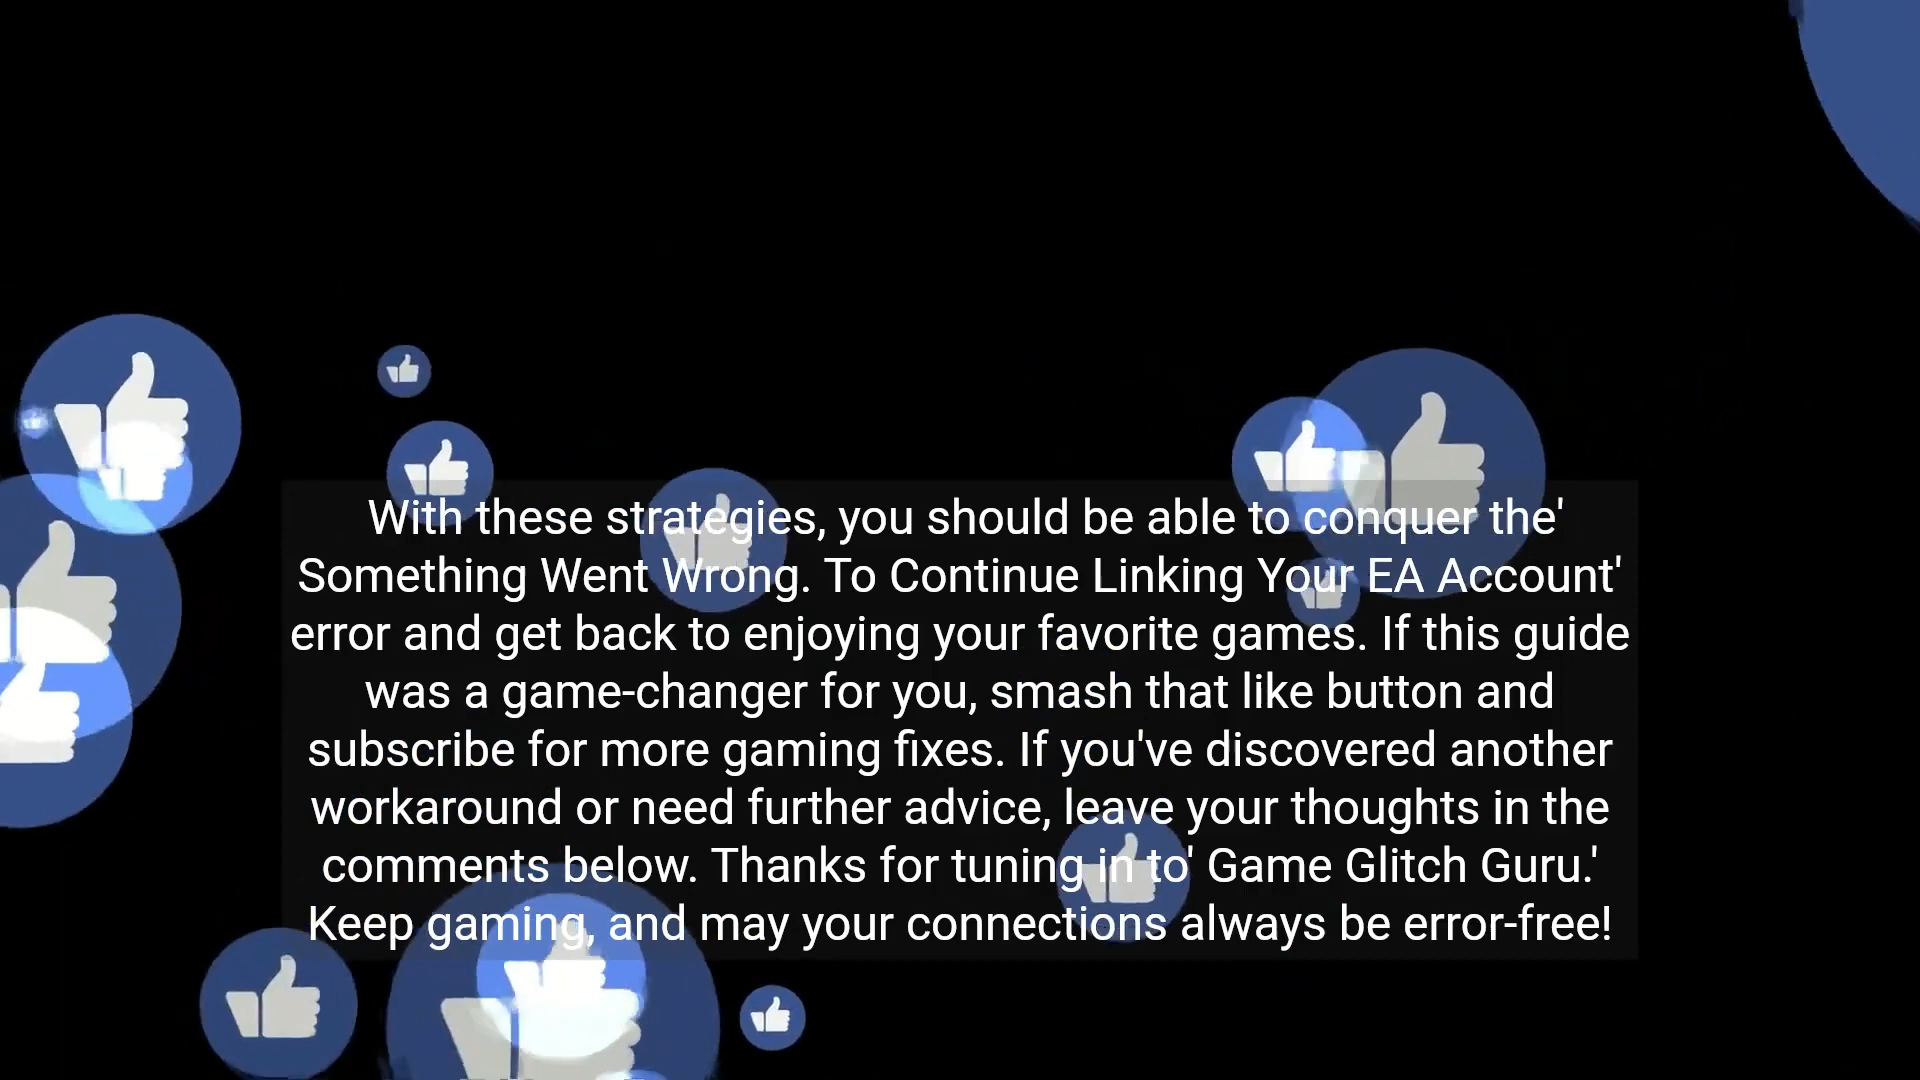 With these strategies, you should be able to conquer the'
Something Went Wrong. To Continue Linking Your EA Account'
error and get back to enjoying your favorite games. If this guide
was a game-changer for you, smash that like button and
subscribe for more gaming fixes. If you've discovered another
workaround or need further advice, leave your thoughts in the
comments below. Thanks for tuning in to' Game Glitch Guru.'
Keep gaming, and may your connections always be error-free!